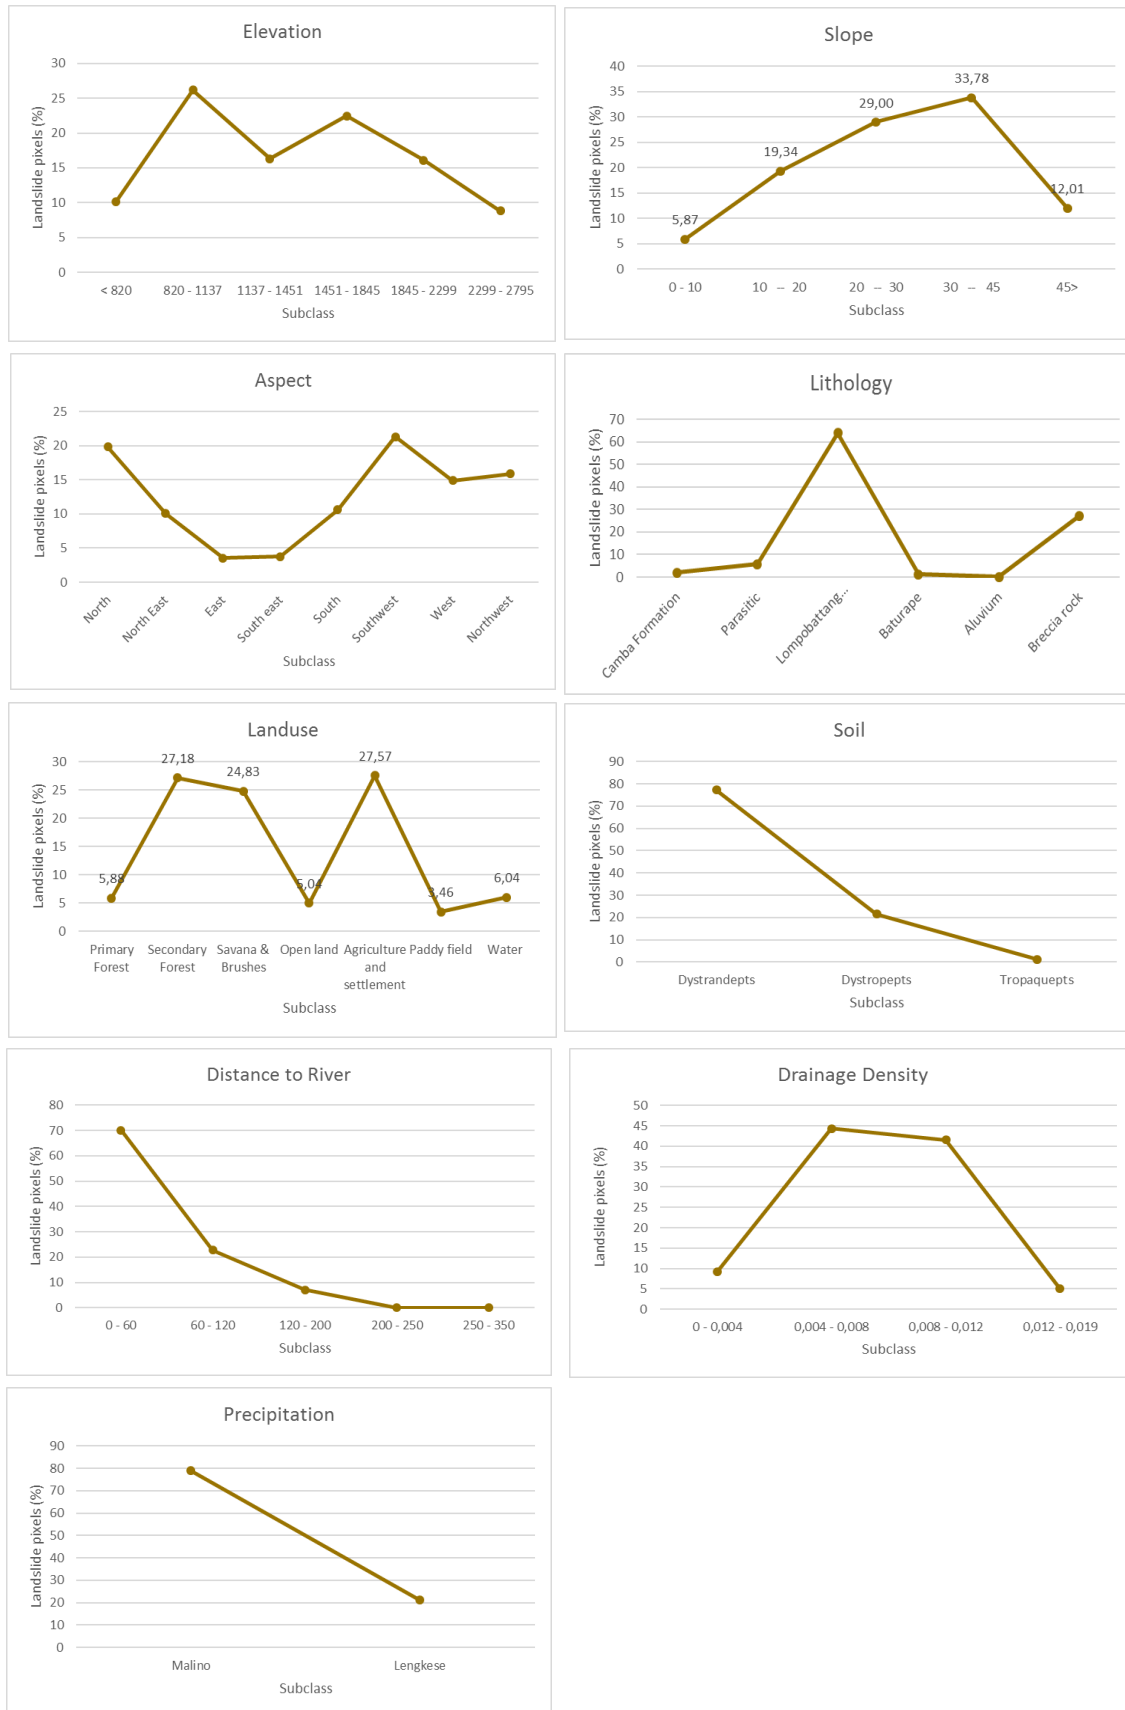 Elevation
Landslide pixels (%)
30
25
20
15
10
5
0
< 820
820 - 1137
1137 - 1451
1451 - 1845
1845 - 2299
2299 - 2795
Subclass
Slope
Landslide pixels (%)
40
35
30
25
20
15
10
5
0
5,87
19,34
29,00
33,78
12,01
0 - 10
10 -- 20
20 -- 30
30 -- 45
45>
Subclass
Aspect
Landslide pixels (%)
25
20
15
10
5
0
North
North East
East
South east
South
Southwest
West
Northwest
Subclass
Lithology
Landslide pixels (%)
70
60
50
40
30
20
10
0
Camba Formation
Parasitic
Lompobattang...
Baturape
Aluvium
Breccia rock
Landuse
Landslide pixels (%)
30
25
20
15
10
5
0
5,88
27,18
24,83
5,04
27,57
3,46
6,04
Primary
Forest
Secondary
Forest
Savana &
Brushes
Open land
Agriculture
and
settlement
Paddy field
Water
Subclass
Soil
Landslide pixels (%)
90
80
70
60
50
40
30
20
10
0
Dystrandepts
Dystropepts
Tropaquepts
Subclass
Distance to River
Landslide pixels (%)
80
70
60
50
40
30
20
10
0
0 - 60
60 - 120
120 - 200
200 - 250
250 - 350
Subclass
Drainage Density
Landslide pixels (%)
50
45
40
35
30
25
20
15
10
5
0
0 - 0,004
0,004 - 0,008
0,008 - 0,012
0,012 - 0,019
Subclass
Precipitation
Landslide pixels (%)
90
80
70
60
50
40
30
20
10
0
Malino
Lengkese
Subclass